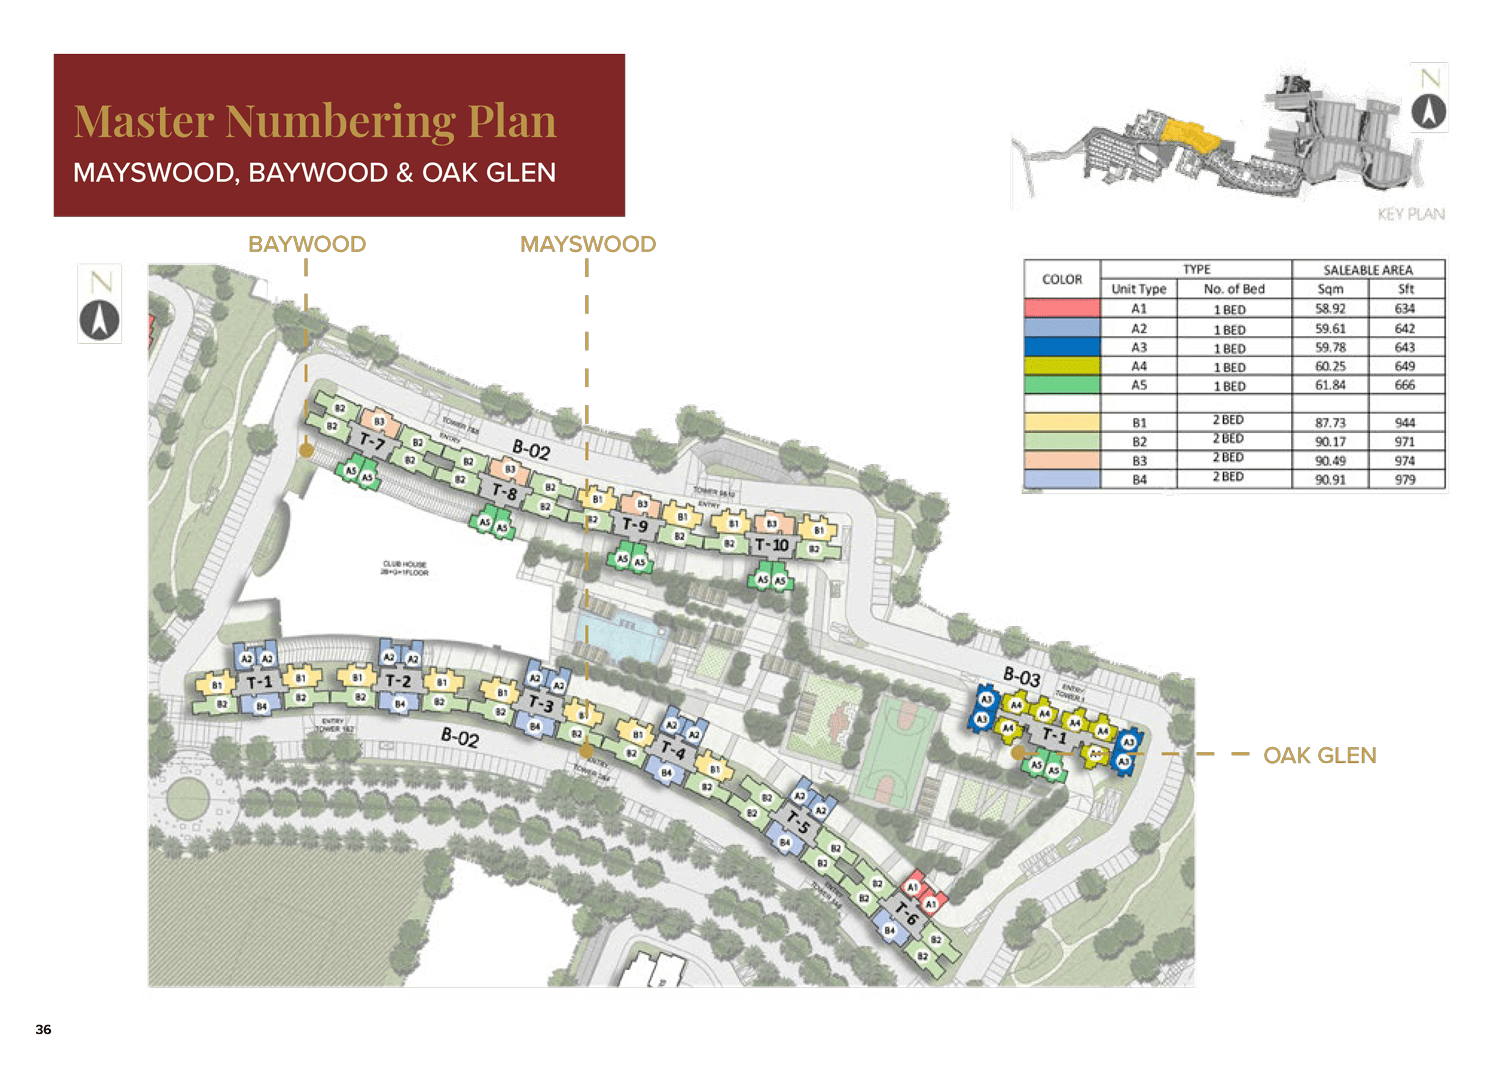 Master Numbering Plan
MAYSWOOD, BAYWOOD & OAK GLEN
N
KEY PLAN
BAYWOOD
MAYSWOOD
N
COLOR TYPE SALEABLE AREA
Unit Type No. of Bed Sqm Sft
A1 1 BED 58.92 634
A2 1 BED 59.61 642
A3 1 BED 59.78 643
A4 1 BED 60.25 649
A5 1 BED 61.84 666
B1 2 BED 87.73 944
B2 2 BED 90.17 971
B3 2 BED 90.49 974
B4 2 BED 90.91 979
B2 B3
B2 T-7 B2
B2
A5 A5
TOWER 7&8
ENTRY
B-02
B2 B3 B2
B2 T-8 B2
A5 A5
B1 B3 B1
B2 T-9 B2
A5 A5
TOWER 9&10
ENTRY
B1 B3 B1
B2 T-10 B2
A5 A5
CLUB HOUSE
2B+G+1FLOOR
A2 A2
B1 T-1 B1
B2 B4 B2
ENTRY
TOWER 1&2
A2 A2
B1 T-2 B1
B2 B4 B2
B-02
A2 A2
B1 T-3 B1
B2 B4 B2
ENTRY
TOWER 3&4
A2 A2
B1 T-4 B1
B2 B4 B2
A2 A2
B2 T-5 B2
B2 B4 B2
ENTRY
A1 A1
B2 T-6 B2
B2 B4 B2
B-03
ENTRY
TOWER 1
A3 A4 A4 A4 A4 A3
A3 A4 T-1 A4 A3
A5 A5
OAK GLEN
36